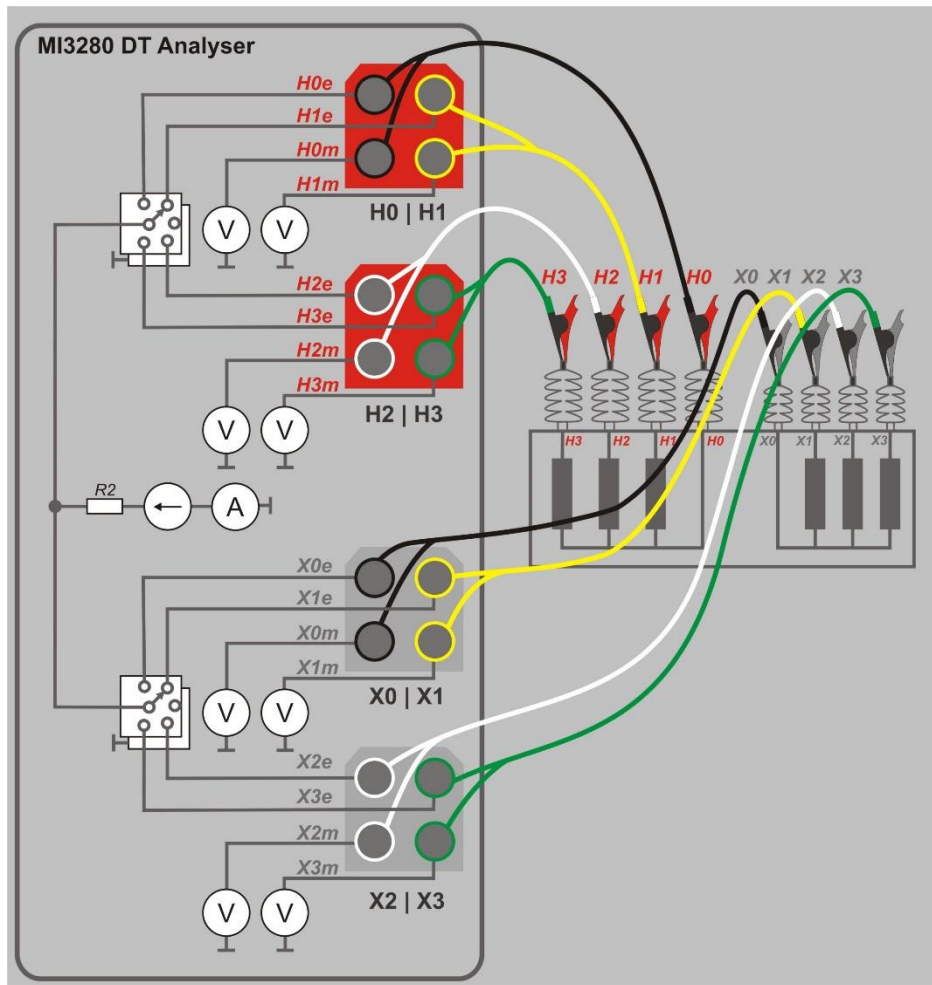 MI3280 DT Analyser
H0e
H1e
H0m
H1m
H0 | H1
V V
H2e
H3e
H2m
H3m
H2 | H3
V V
H3 H2 H1 H0 X0 X1 X2 X3
H3 H2 H1 H0 X0 X1 X2 X3
R2 A
X0e
X1e
X0m
X1m
X0 | X1
V V
X2e
X3e
X2m
X3m
X2 | X3
V V